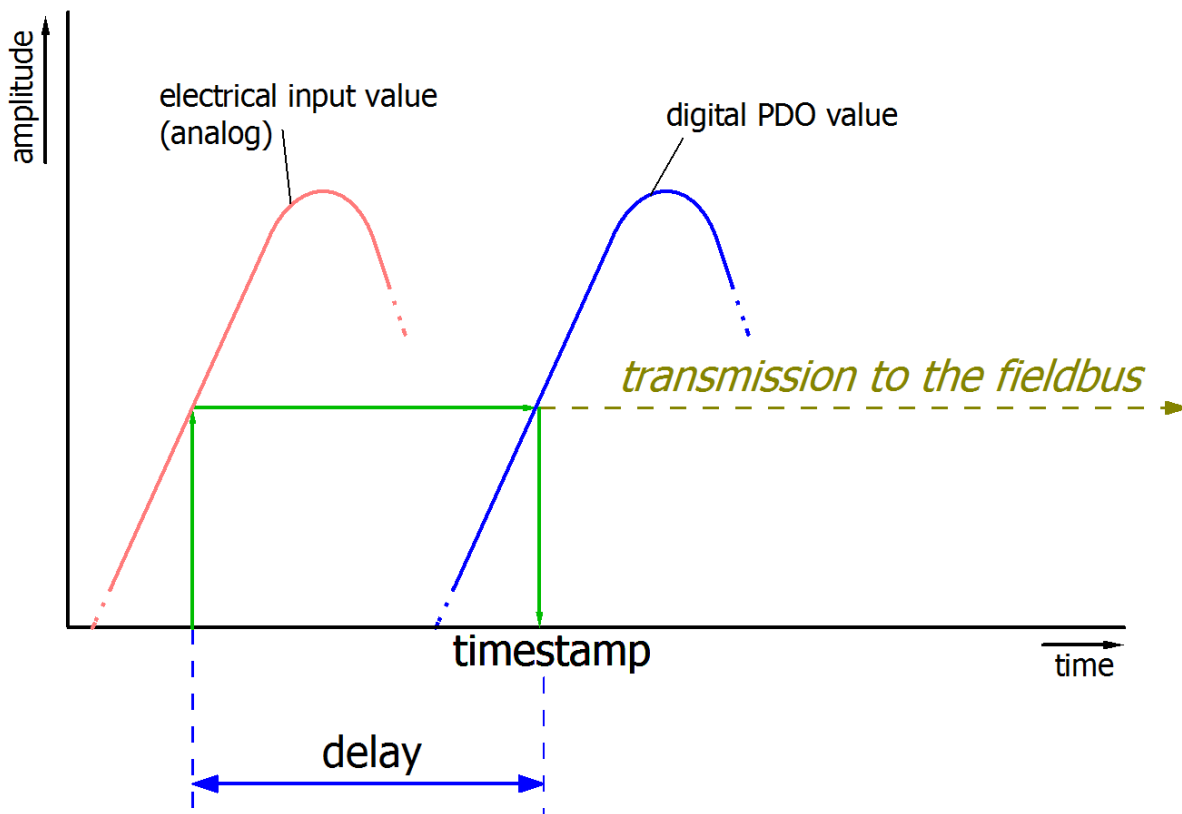 amplitude
electrical input value
(analog)
digital PDO value
transmission to the fieldbus
timestamp
time
delay